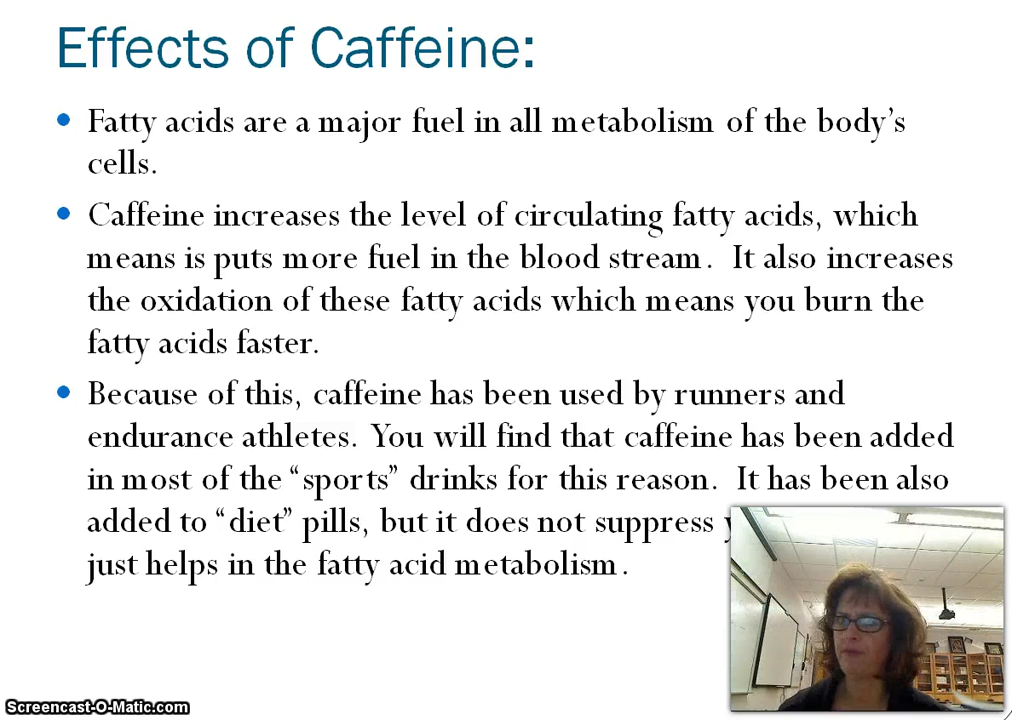 Effects of Caffeine:
• Fatty acids are a major fuel in all metabolism of the body's
cells.
• Caffeine increases the level of circulating fatty acids, which
means is puts more fuel in the blood stream. It also increases
the oxidation of these fatty acids which means you burn the
fatty acids faster.
• Because of this, caffeine has been used by runners and
endurance athletes. You will find that caffeine has been added
in most of the “sports” drinks for this reason. It has been also
added to “diet” pills, but it does not suppress
just helps in the fatty acid metabolism.
Screencast-O-Matic.com